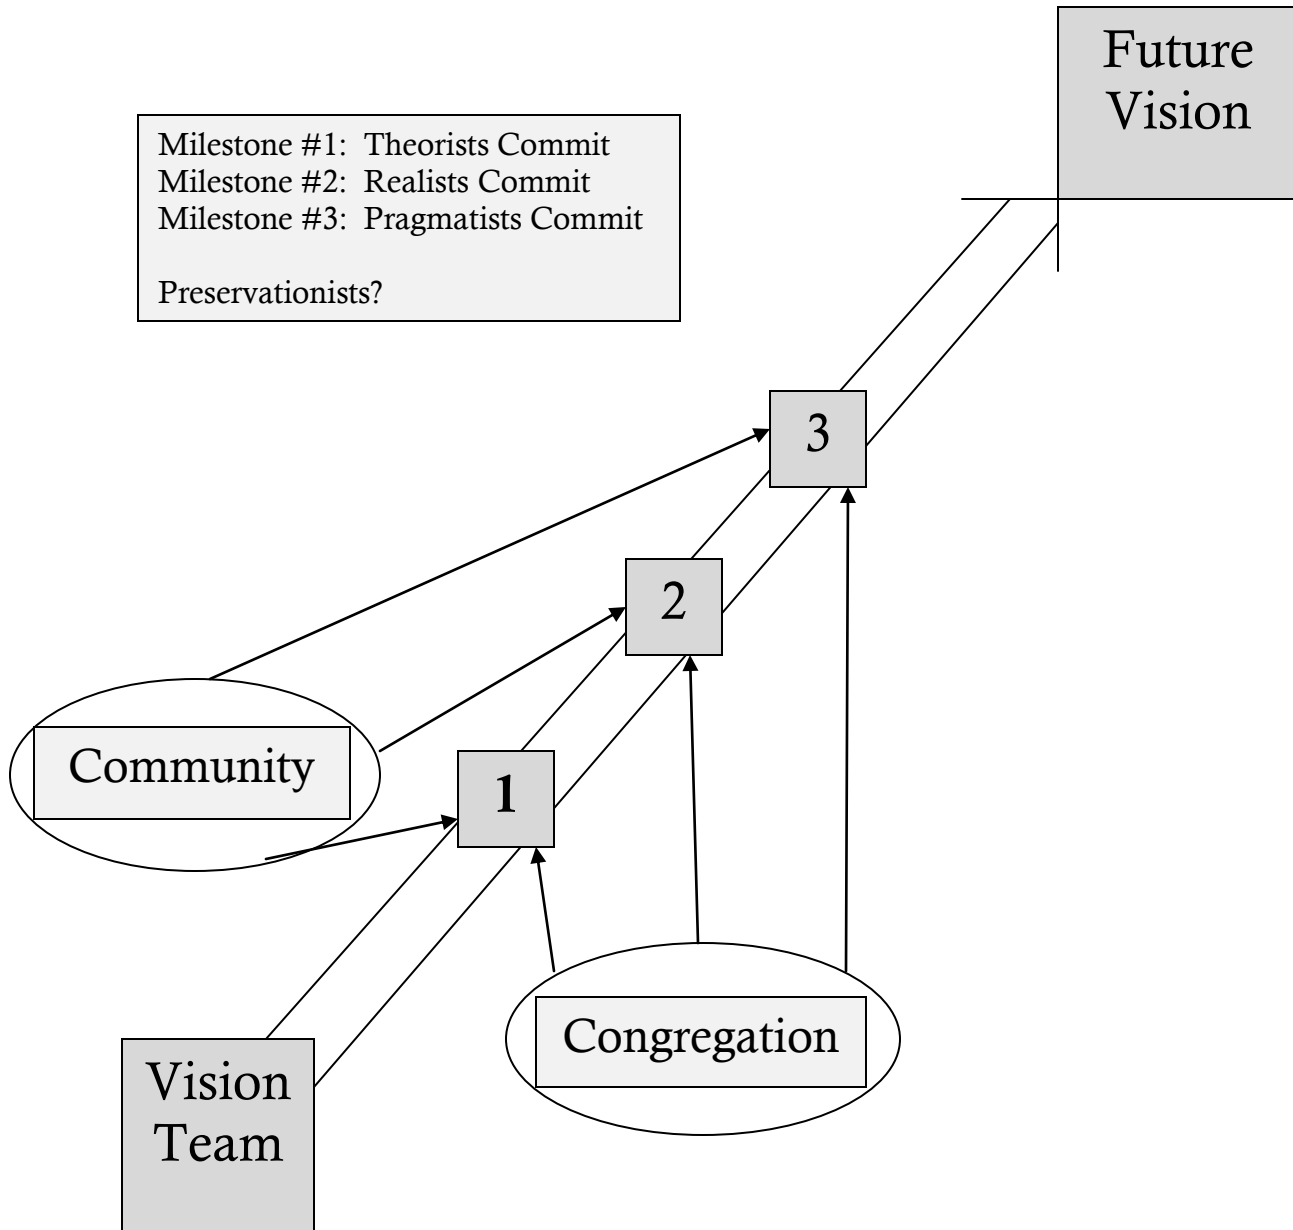 Future
Vision
Milestone #1:  Theorists Commit
Milestone #2:  Realists Commit
Milestone #3:  Pragmatists Commit
Preservationists?
3
2
Community
1
Congregation
Vision
Team